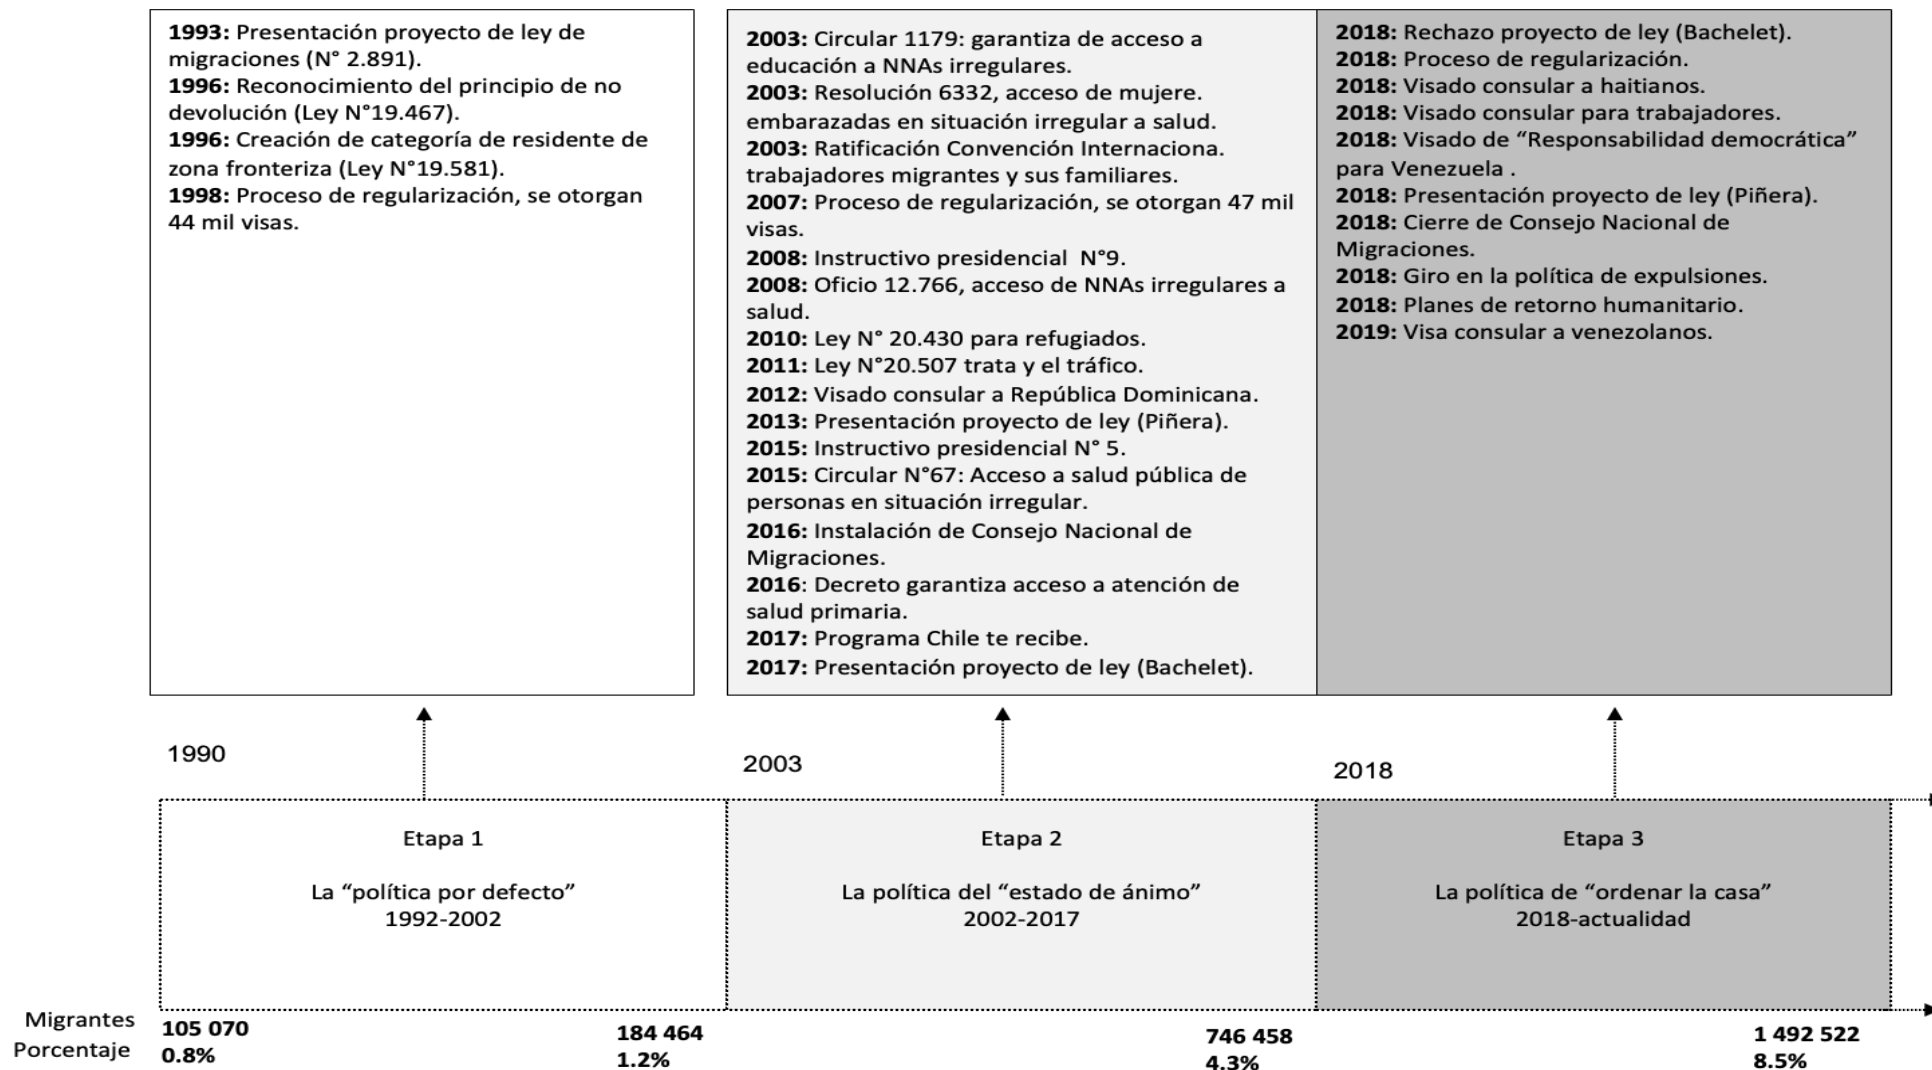 1993: Presentación proyecto de ley de
migraciones (N° 2.891).
1996: Reconocimiento del principio de no
devolución (Ley N°19.467).
1996: Creación de categoría de residente de
zona fronteriza (Ley N°19.581).
1998: Proceso de regularización, se otorgan
44 mil visas.
2003: Circular 1179: garantiza de acceso a
educación a NNAs irregulares.
2003: Resolución 6332, acceso de mujere.
embarazadas en situación irregular a salud.
2003: Ratificación Convención Internaciona.
trabajadores migrantes y sus familiares.
2007: Proceso de regularización, se otorgan 47 mil
visas.
2008: Instructivo presidencial N°9.
2008: Oficio 12.766, acceso de NNAs irregulares a
salud.
2010: Ley N° 20.430 para refugiados.
2011: Ley N°20.507 trata y el tráfico.
2012: Visado consular a República Dominicana.
2013: Presentación proyecto de ley (Piñera).
2015: Instructivo presidencial N° 5.
2015: Circular N°67: Acceso a salud pública de
personas en situación irregular.
2016: Instalación de Consejo Nacional de
Migraciones.
2016: Decreto garantiza acceso a atención de
salud primaria.
2017: Programa Chile te recibe.
2017: Presentación proyecto de ley (Bachelet).
2018: Rechazo proyecto de ley (Bachelet).
2018: Proceso de regularización.
2018: Visado consular a haitianos.
2018: Visado consular para trabajadores.
2018: Visado de “Responsabilidad democrática”
para Venezuela .
2018: Presentación proyecto de ley (Piñera).
2018: Cierre de Consejo Nacional de
Migraciones.
2018: Giro en la política de expulsiones.
2018: Planes de retorno humanitario.
2019: Visa consular a venezolanos.
1990
2003
2018
Etapa 1
La “política por defecto”
1992-2002
Etapa 2
La política del “estado de ánimo”
2002-2017
Etapa 3
La política de “ordenar la casa”
2018-actualidad
Migrantes 105 070 184 464 746 458 1 492 522
Porcentaje 0.8% 1.2% 4.3% 8.5%